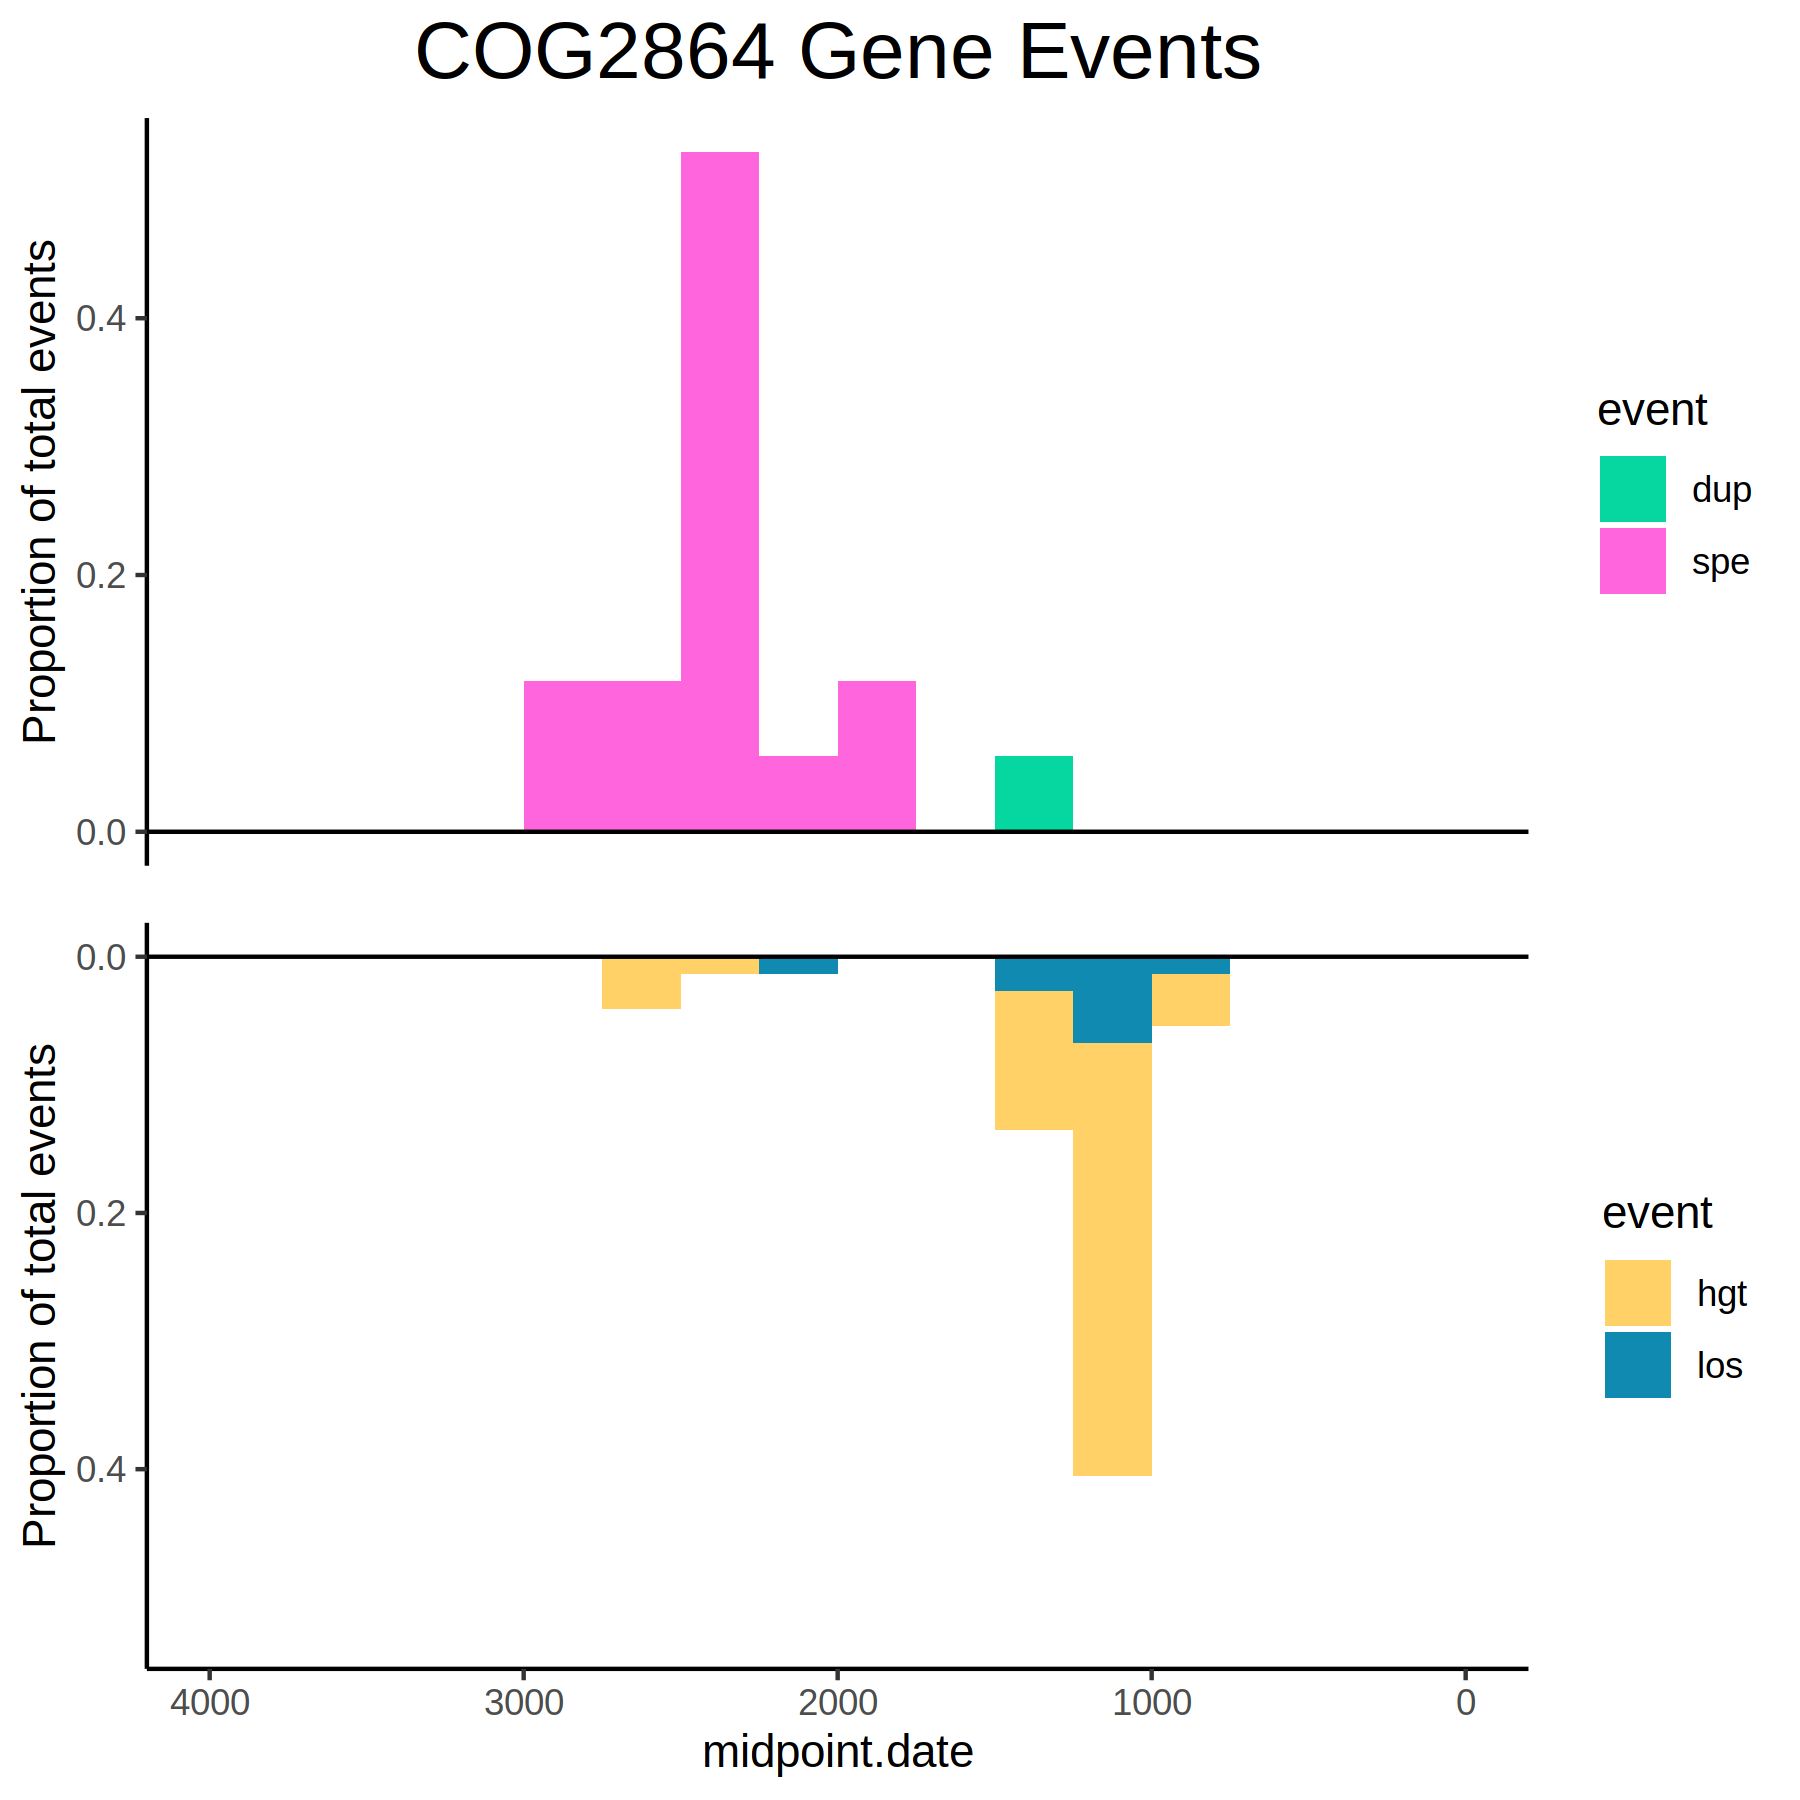 COG2864 Gene Events
Proportion of total events
0.4
0.2
0.0
event
dup
spe
Proportion of total events
0.0
0.2
0.4
event
hgt
los
4000 3000 2000 1000 0
midpoint.date